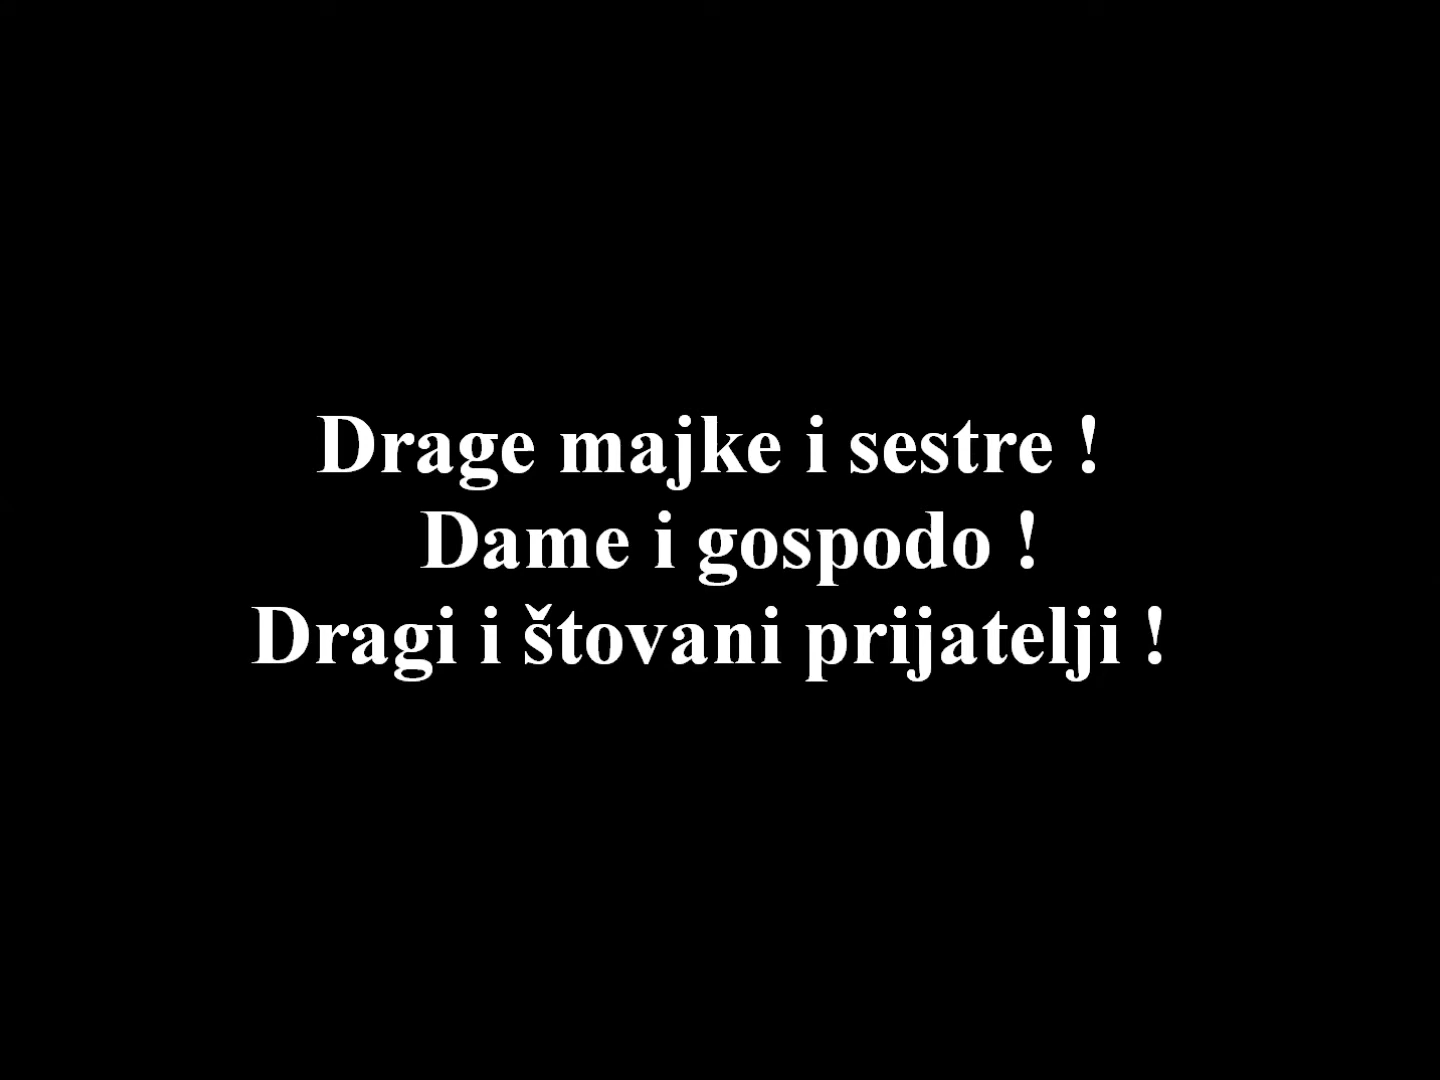 Drage majke i sestre !
Dame i gospodo !
Dragi i štovani prijatelji !